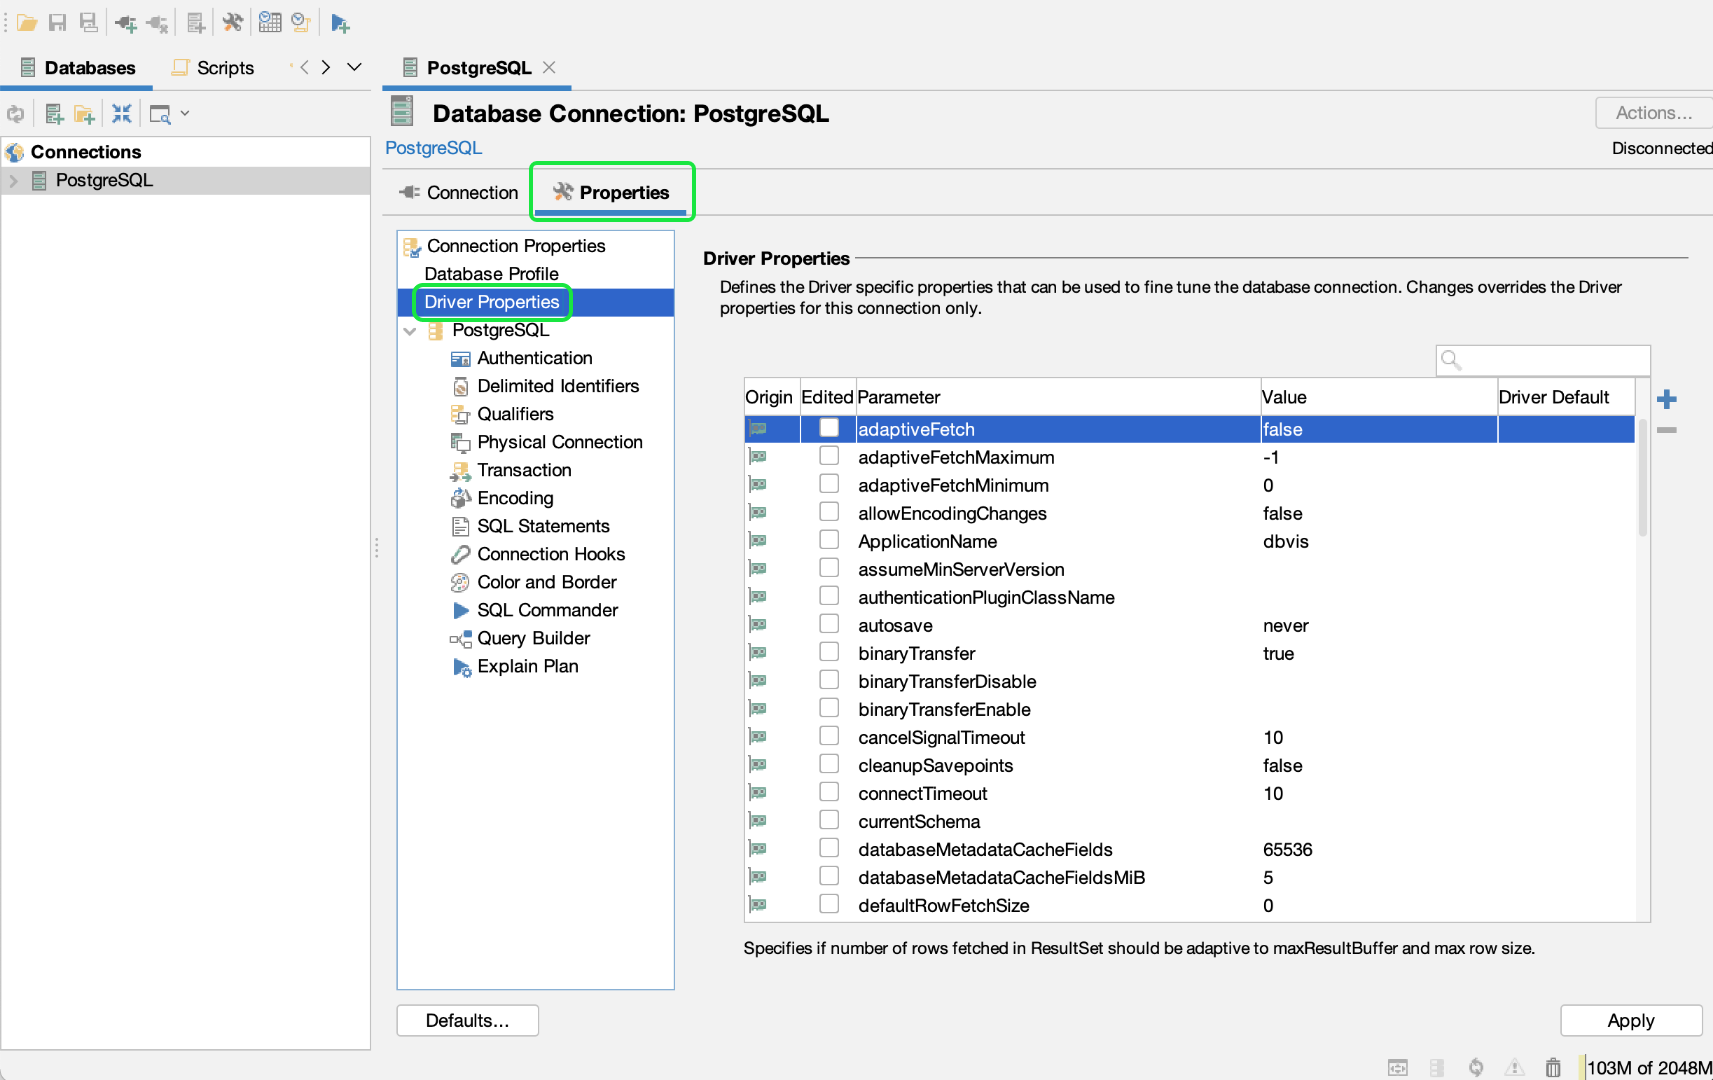 Databases
Scripts
PostgreSQL
Database Connection: PostgreSQL
Actions...
PostgreSQL
Disconnected
Connections
PostgreSQL
Connection
Properties
Connection Properties
Database Profile
Driver Properties
PostgreSQL
Authentication
Delimited Identifiers
Qualifiers
Physical Connection
Transaction
Encoding
SQL Statements
Connection Hooks
Color and Border
SQL Commander
Query Builder
Explain Plan
Driver Properties
Defines the Driver specific properties that can be used to fine tune the database connection. Changes overrides the Driver
properties for this connection only.
Origin Edited Parameter Value Driver Default
adaptiveFetch false
adaptiveFetchMaximum -1
adaptiveFetchMinimum 0
allowEncodingChanges false
ApplicationName dbvis
assumeMinServerVersion
authenticationPluginClassName
autosave never
binaryTransfer true
binaryTransferDisable
binaryTransferEnable
cancelSignalTimeout 10
cleanupSavepoints false
connectTimeout 10
currentSchema
databaseMetadataCacheFields 65536
databaseMetadataCacheFieldsMiB 5
defaultRowFetchSize 0
Specifies if number of rows fetched in ResultSet should be adaptive to maxResultBuffer and max row size.
Defaults...
Apply
103M of 2048M